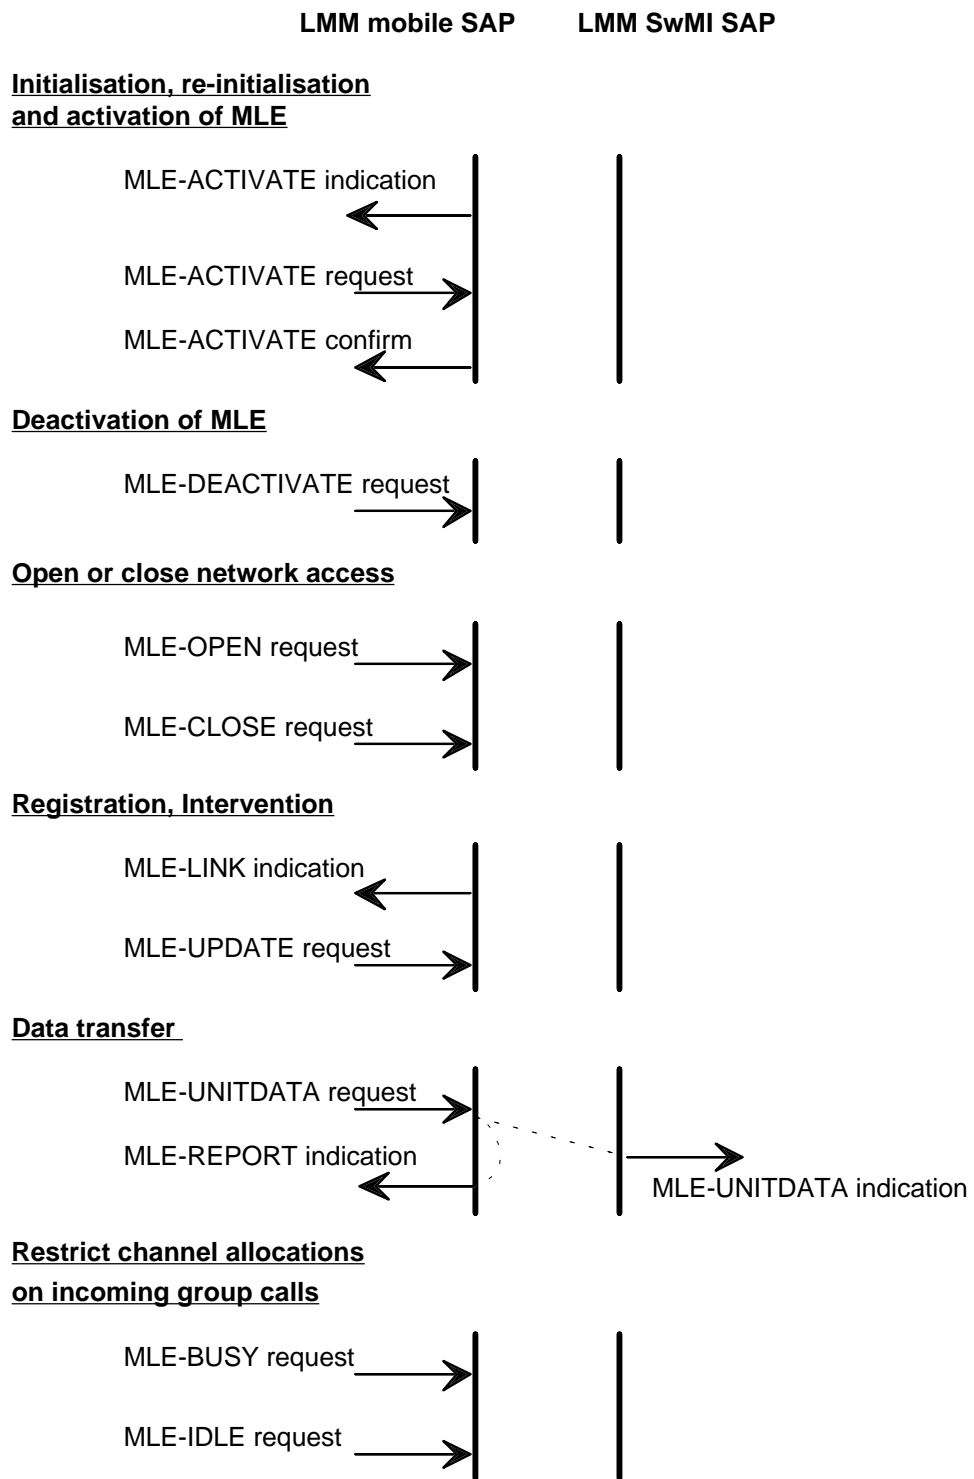 LMM mobile SAP LMM SwMI SAP
Initialisation, re-initialisation
and activation of MLE
MLE-ACTIVATE indication
MLE-ACTIVATE request
MLE-ACTIVATE confirm
Deactivation of MLE
MLE-DEACTIVATE request
Open or close network access
MLE-OPEN request
MLE-CLOSE request
Registration, Intervention
MLE-LINK indication
MLE-UPDATE request
Data transfer
MLE-UNITDATA request
MLE-REPORT indication
MLE-UNITDATA indication
Restrict channel allocations
on incoming group calls
MLE-BUSY request
MLE-IDLE request